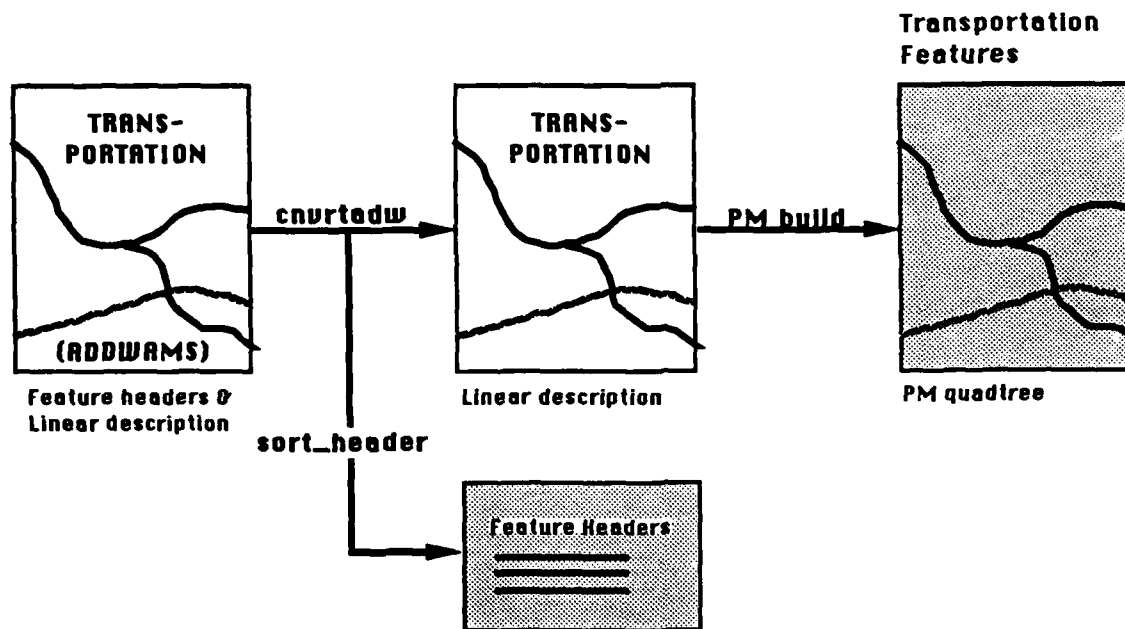 Transportation
Features
TRANS-
PORTATION
(ADDWAMS)
Feature headers &
Linear description
cnvrtadw
TRANS-
PORTATION
Linear description
PM build
PM quadtree
sort_header
Feature Headers